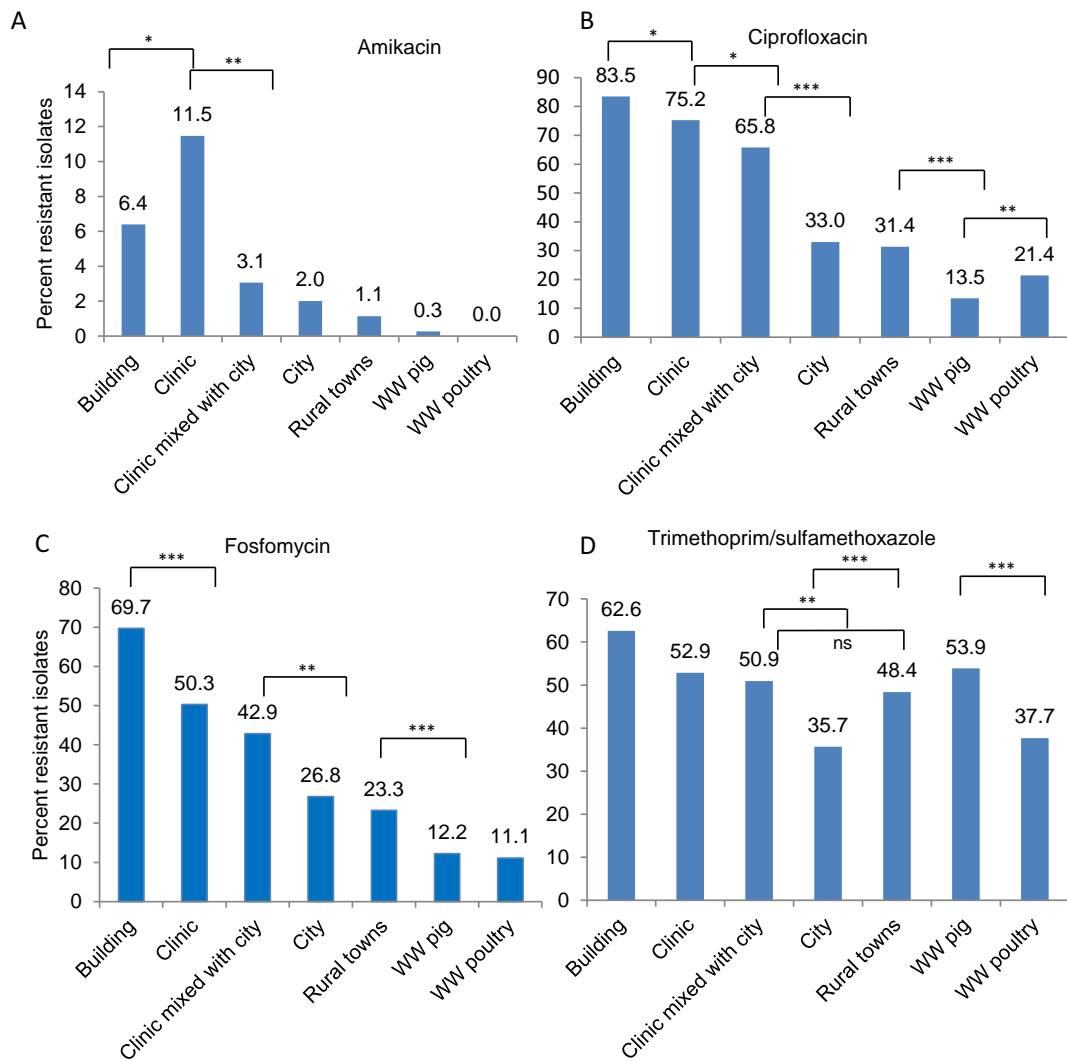 A
Amikacin
*
**
Percent resistant isolates
14
12
10
8
6
4
2
0
6.4
11.5
3.1
2.0
1.1
0.3
0.0
Building
Clinic
Clinic mixed with city
City
Rural towns
WW pig
WW poultry
B
Ciprofloxacin
*
*
***
***
**
90
80
70
60
50
40
30
20
10
0
83.5
75.2
65.8
33.0
31.4
13.5
21.4
Building
Clinic
Clinic mixed with city
City
Rural towns
WW pig
WW poultry
C
Fosfomycin
***
**
***
Percent resistant isolates
80
70
60
50
40
30
20
10
0
69.7
50.3
42.9
26.8
23.3
12.2
11.1
Building
Clinic
Clinic mixed with city
City
Rural towns
WW pig
WW poultry
D
Trimethoprim/sulfamethoxazole
***
***
**
ns
70
60
50
40
30
20
10
0
62.6
52.9
50.9
35.7
48.4
53.9
37.7
Building
Clinic
Clinic mixed with city
City
Rural towns
WW pig
WW poultry